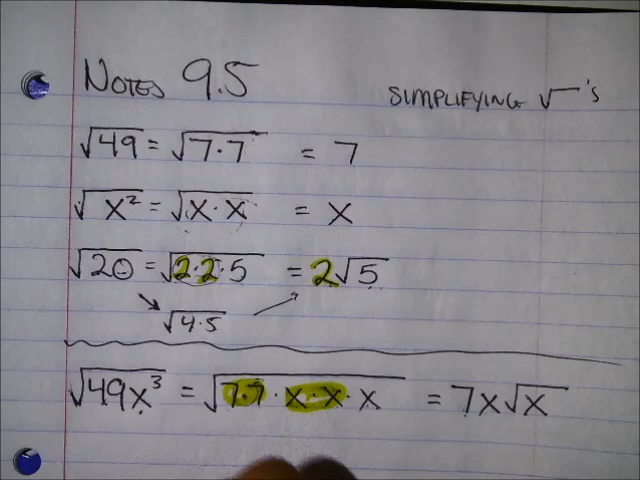 NOTES 9.5
SIMPLIFYING √ 's
√49 = √7·7 = 7
√x² = √x·x = x
√20 = √2·2·5 = 2√5
√4·5
√49x³ = √7·7·x·x·x = 7x√x